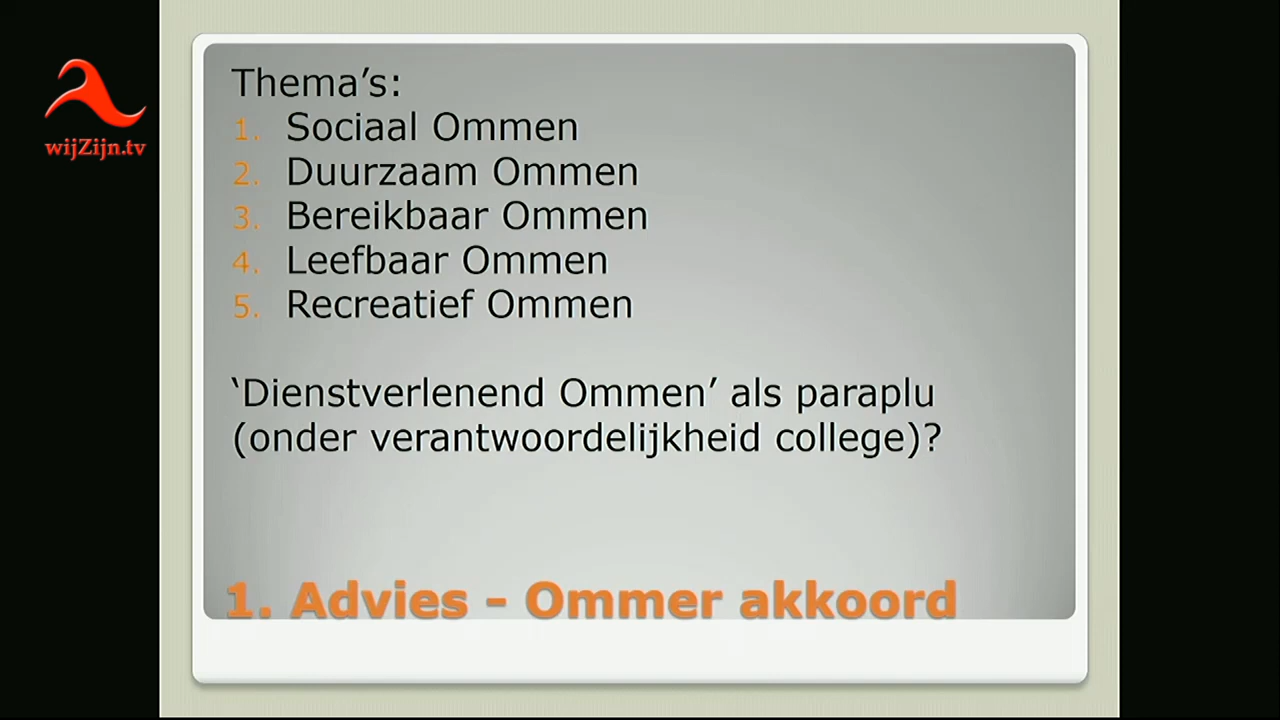 wijZijn.tv
Thema’s:
1. Sociaal Ommen
2. Duurzaam Ommen
3. Bereikbaar Ommen
4. Leefbaar Ommen
5. Recreatief Ommen
‘Dienstverlenend Ommen’ als paraplu
(onder verantwoordelijkheid college)?
1. Advies - Ommer akkoord